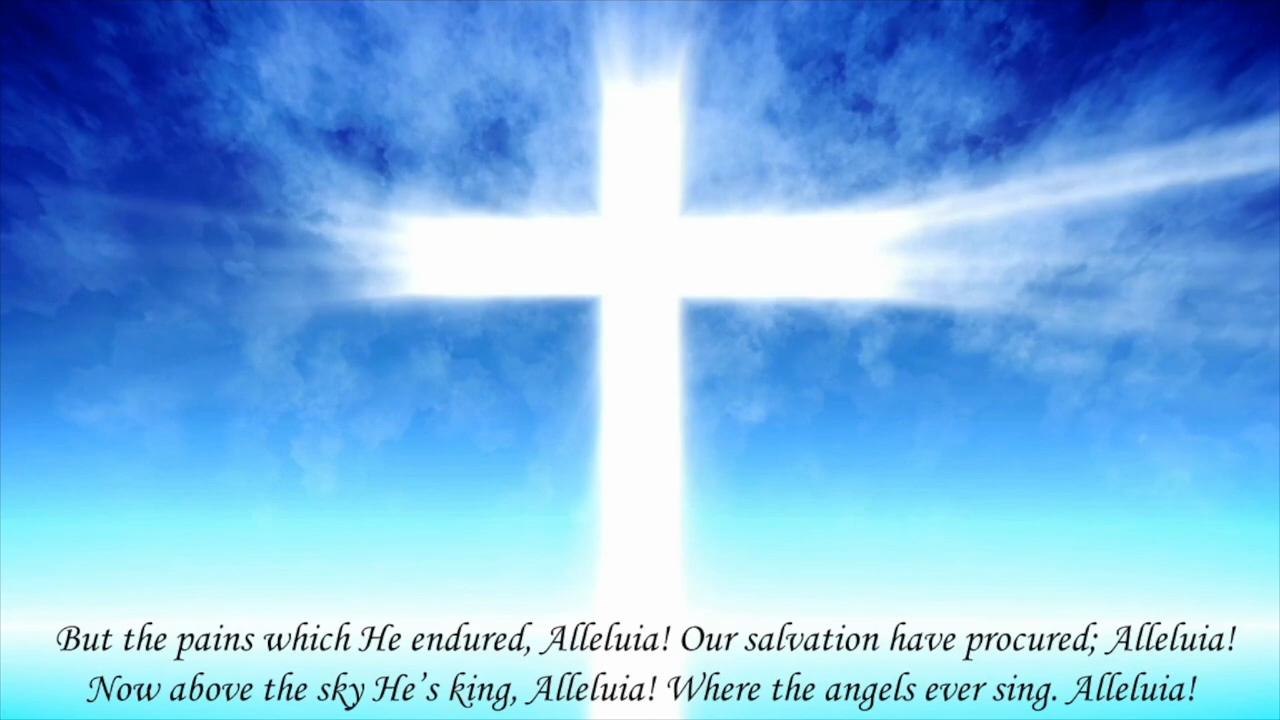 But the pains which He endured, Alleluia! Our salvation have procured; Alleluia!
Now above the sky He’s king, Alleluia! Where the angels ever sing. Alleluia!